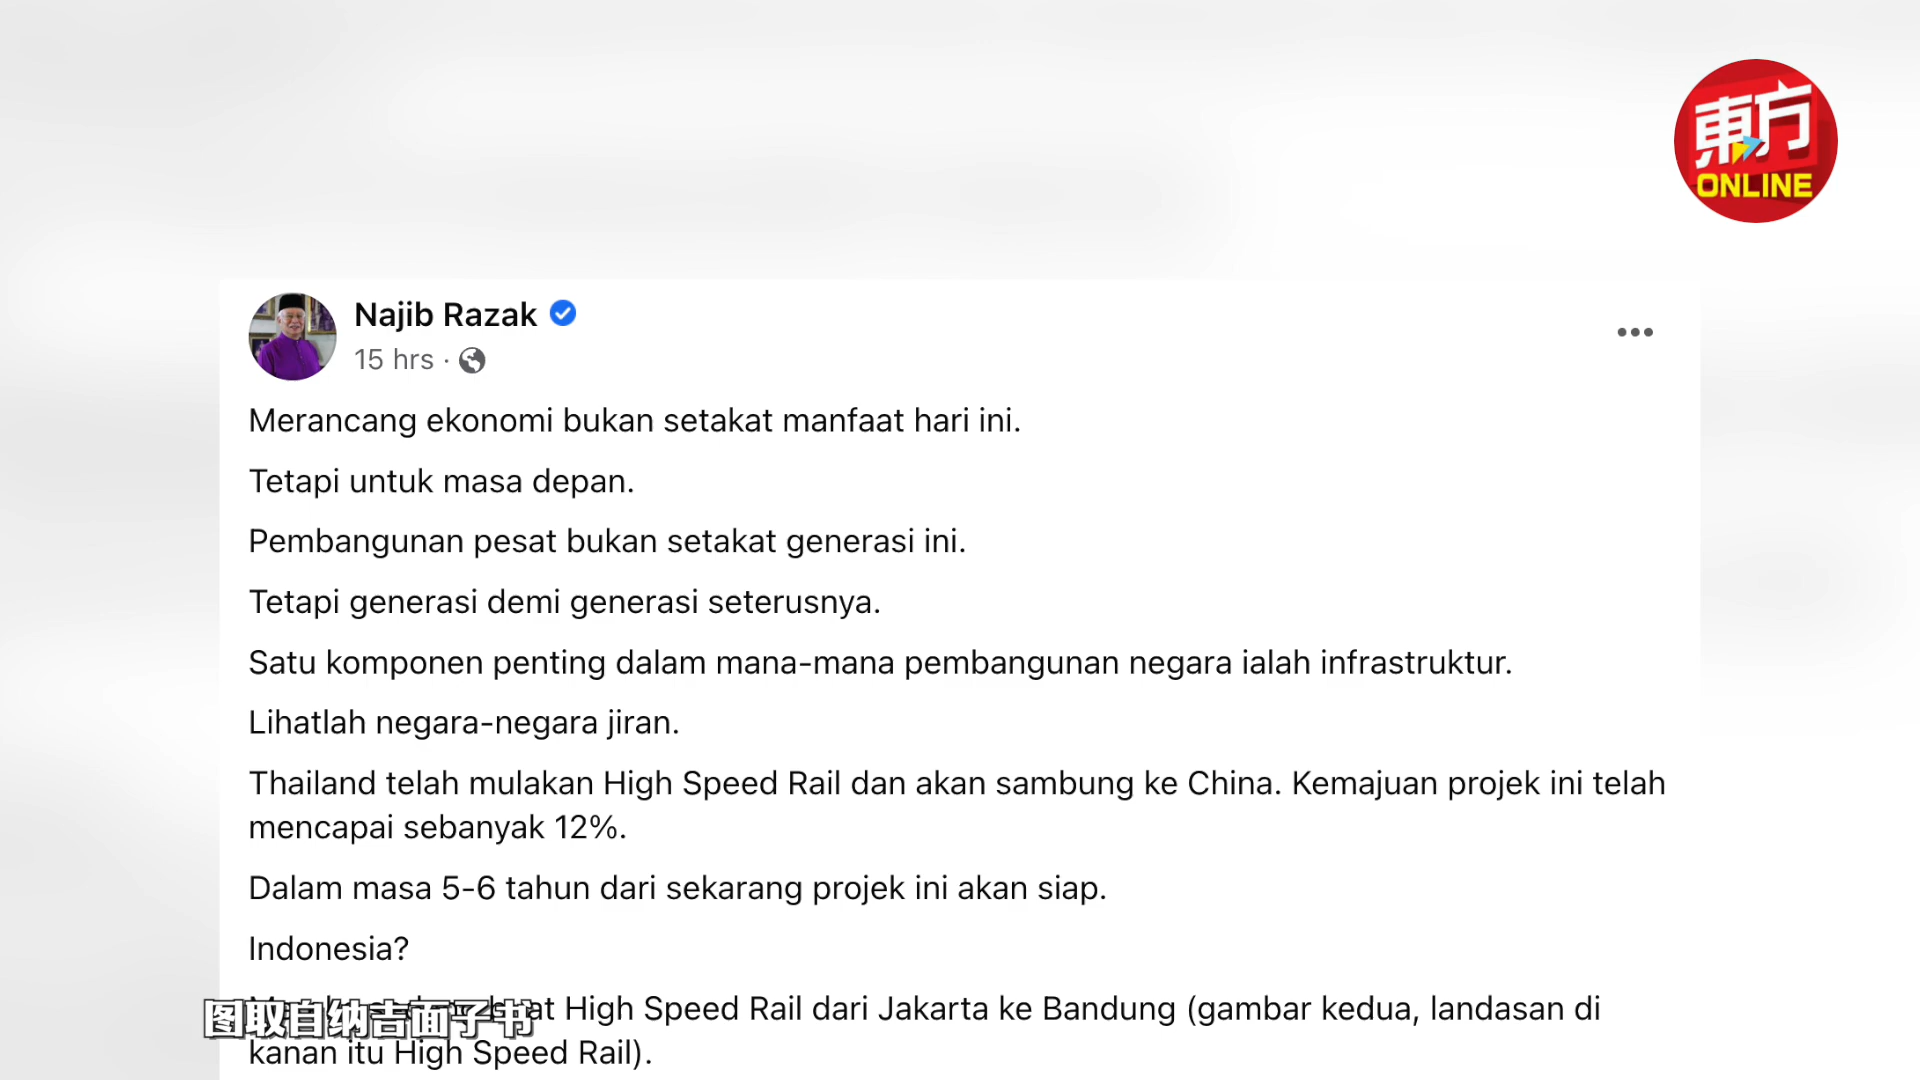 東方
ONLINE
Najib Razak
15 hrs ·
Merancang ekonomi bukan setakat manfaat hari ini.
Tetapi untuk masa depan.
Pembangunan pesat bukan setakat generasi ini.
Tetapi generasi demi generasi seterusnya.
Satu komponen penting dalam mana-mana pembangunan negara ialah infrastruktur.
Lihatlah negara-negara jiran.
Thailand telah mulakan High Speed Rail dan akan sambung ke China. Kemajuan projek ini telah
mencapai sebanyak 12%.
Dalam masa 5-6 tahun dari sekarang projek ini akan siap.
Indonesia?
High Speed Rail dari Jakarta ke Bandung (gambar kedua, landasan di
kanan itu High Speed Rail).
图取自纳吉面子书